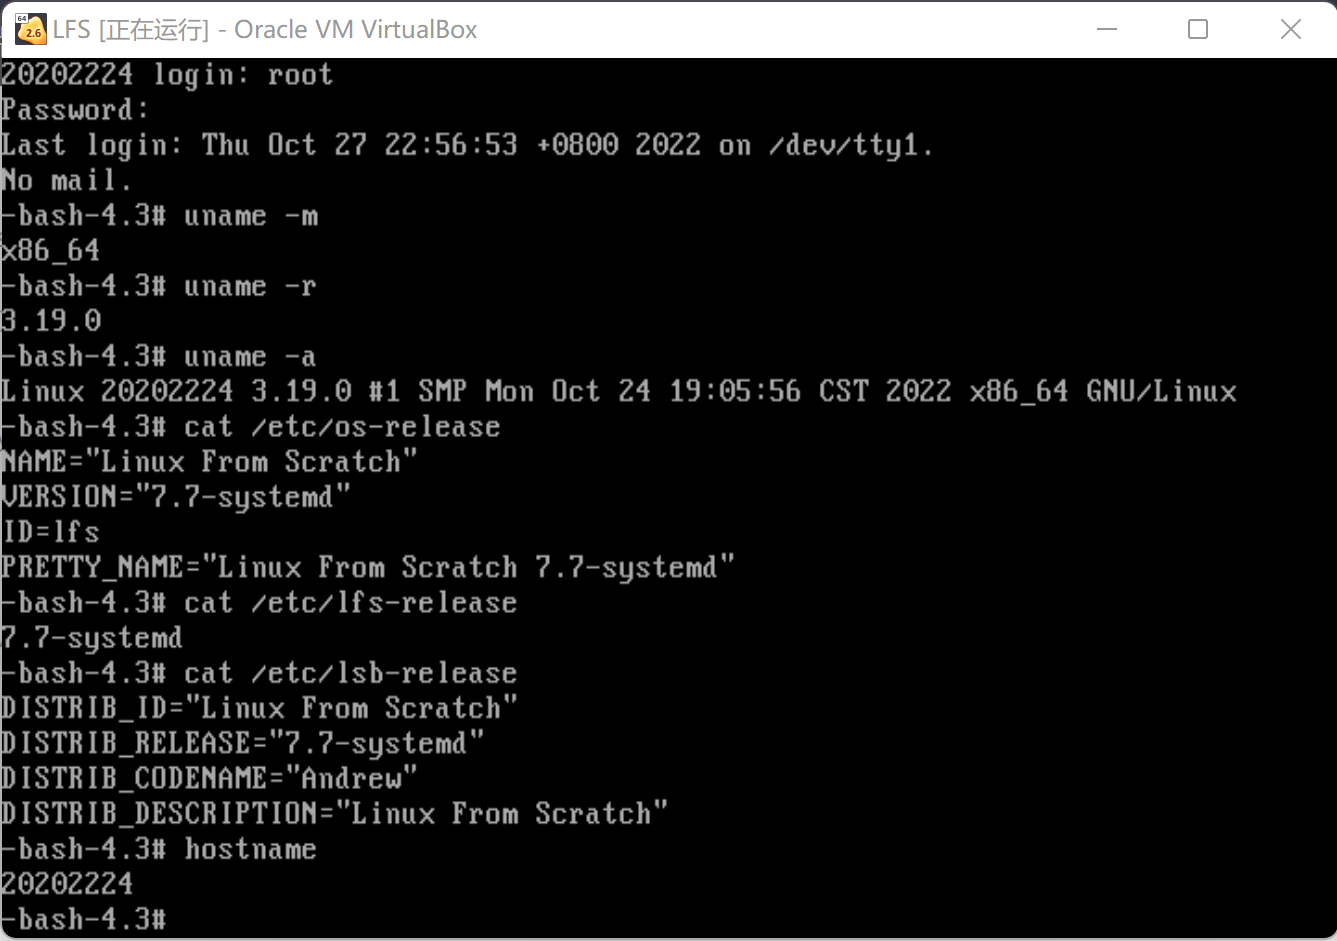 64
2.6
LFS [正在运行] - Oracle VM VirtualBox
20202224 login: root
Password:
Last login: Thu Oct 27 22:56:53 +0800 2022 on /dev/tty1.
No mail.
-bash-4.3# uname -m
x86_64
-bash-4.3# uname -r
3.19.0
-bash-4.3# uname -a
Linux 20202224 3.19.0 #1 SMP Mon Oct 24 19:05:56 CST 2022 x86_64 GNU/Linux
-bash-4.3# cat /etc/os-release
NAME="Linux From Scratch"
VERSION="7.7-systemd"
ID=lfs
PRETTY_NAME="Linux From Scratch 7.7-systemd"
-bash-4.3# cat /etc/lfs-release
7.7-systemd
-bash-4.3# cat /etc/lsb-release
DISTRIB_ID="Linux From Scratch"
DISTRIB_RELEASE="7.7-systemd"
DISTRIB_CODENAME="Andrew"
DISTRIB_DESCRIPTION="Linux From Scratch"
-bash-4.3# hostname
20202224
-bash-4.3#